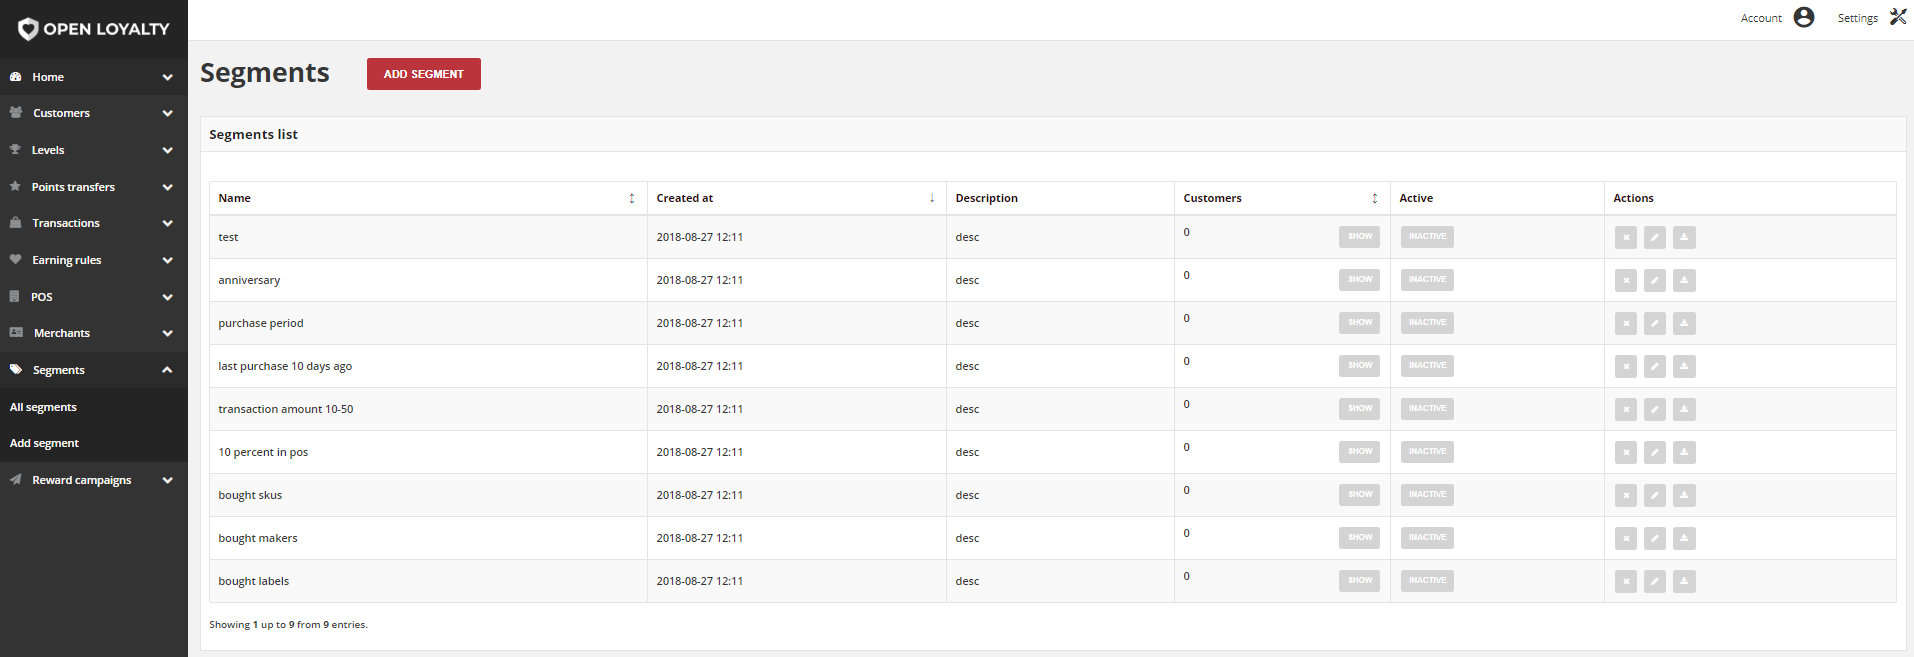 OPEN LOYALTY
Account
Settings
Home
Customers
Levels
Points transfers
Transactions
Earning rules
POS
Merchants
Segments
All segments
Add segment
Reward campaigns
Segments
ADD SEGMENT
Segments list
Name Created at Description Customers Active Actions
test 2018-08-27 12:11 desc 0 SHOW INACTIVE
anniversary 2018-08-27 12:11 desc 0 SHOW INACTIVE
purchase period 2018-08-27 12:11 desc 0 SHOW INACTIVE
last purchase 10 days ago 2018-08-27 12:11 desc 0 SHOW INACTIVE
transaction amount 10-50 2018-08-27 12:11 desc 0 SHOW INACTIVE
10 percent in pos 2018-08-27 12:11 desc 0 SHOW INACTIVE
bought skus 2018-08-27 12:11 desc 0 SHOW INACTIVE
bought makers 2018-08-27 12:11 desc 0 SHOW INACTIVE
bought labels 2018-08-27 12:11 desc 0 SHOW INACTIVE
Showing 1 up to 9 from 9 entries.